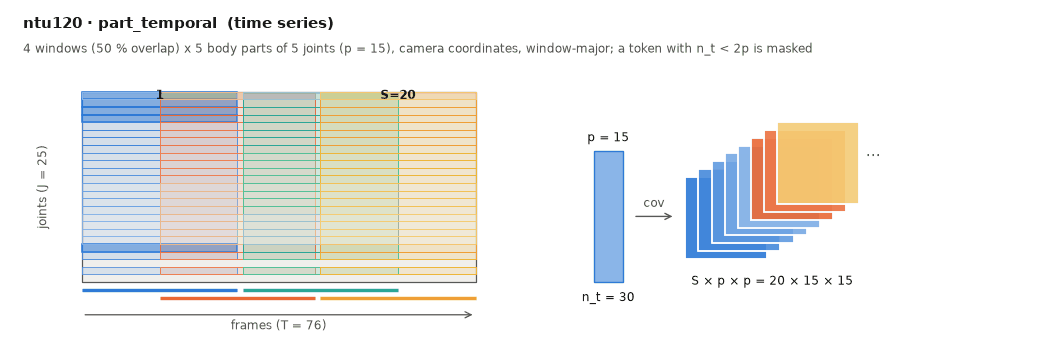 ntu120 · part_temporal (time series)
4 windows (50 % overlap) x 5 body parts of 5 joints (p = 15), camera coordinates, window-major; a token with n_t < 2p is masked
1
S=20
joints (J = 25)
frames (T = 76)
p = 15
n_t = 30
cov
...
S × p × p = 20 × 15 × 15